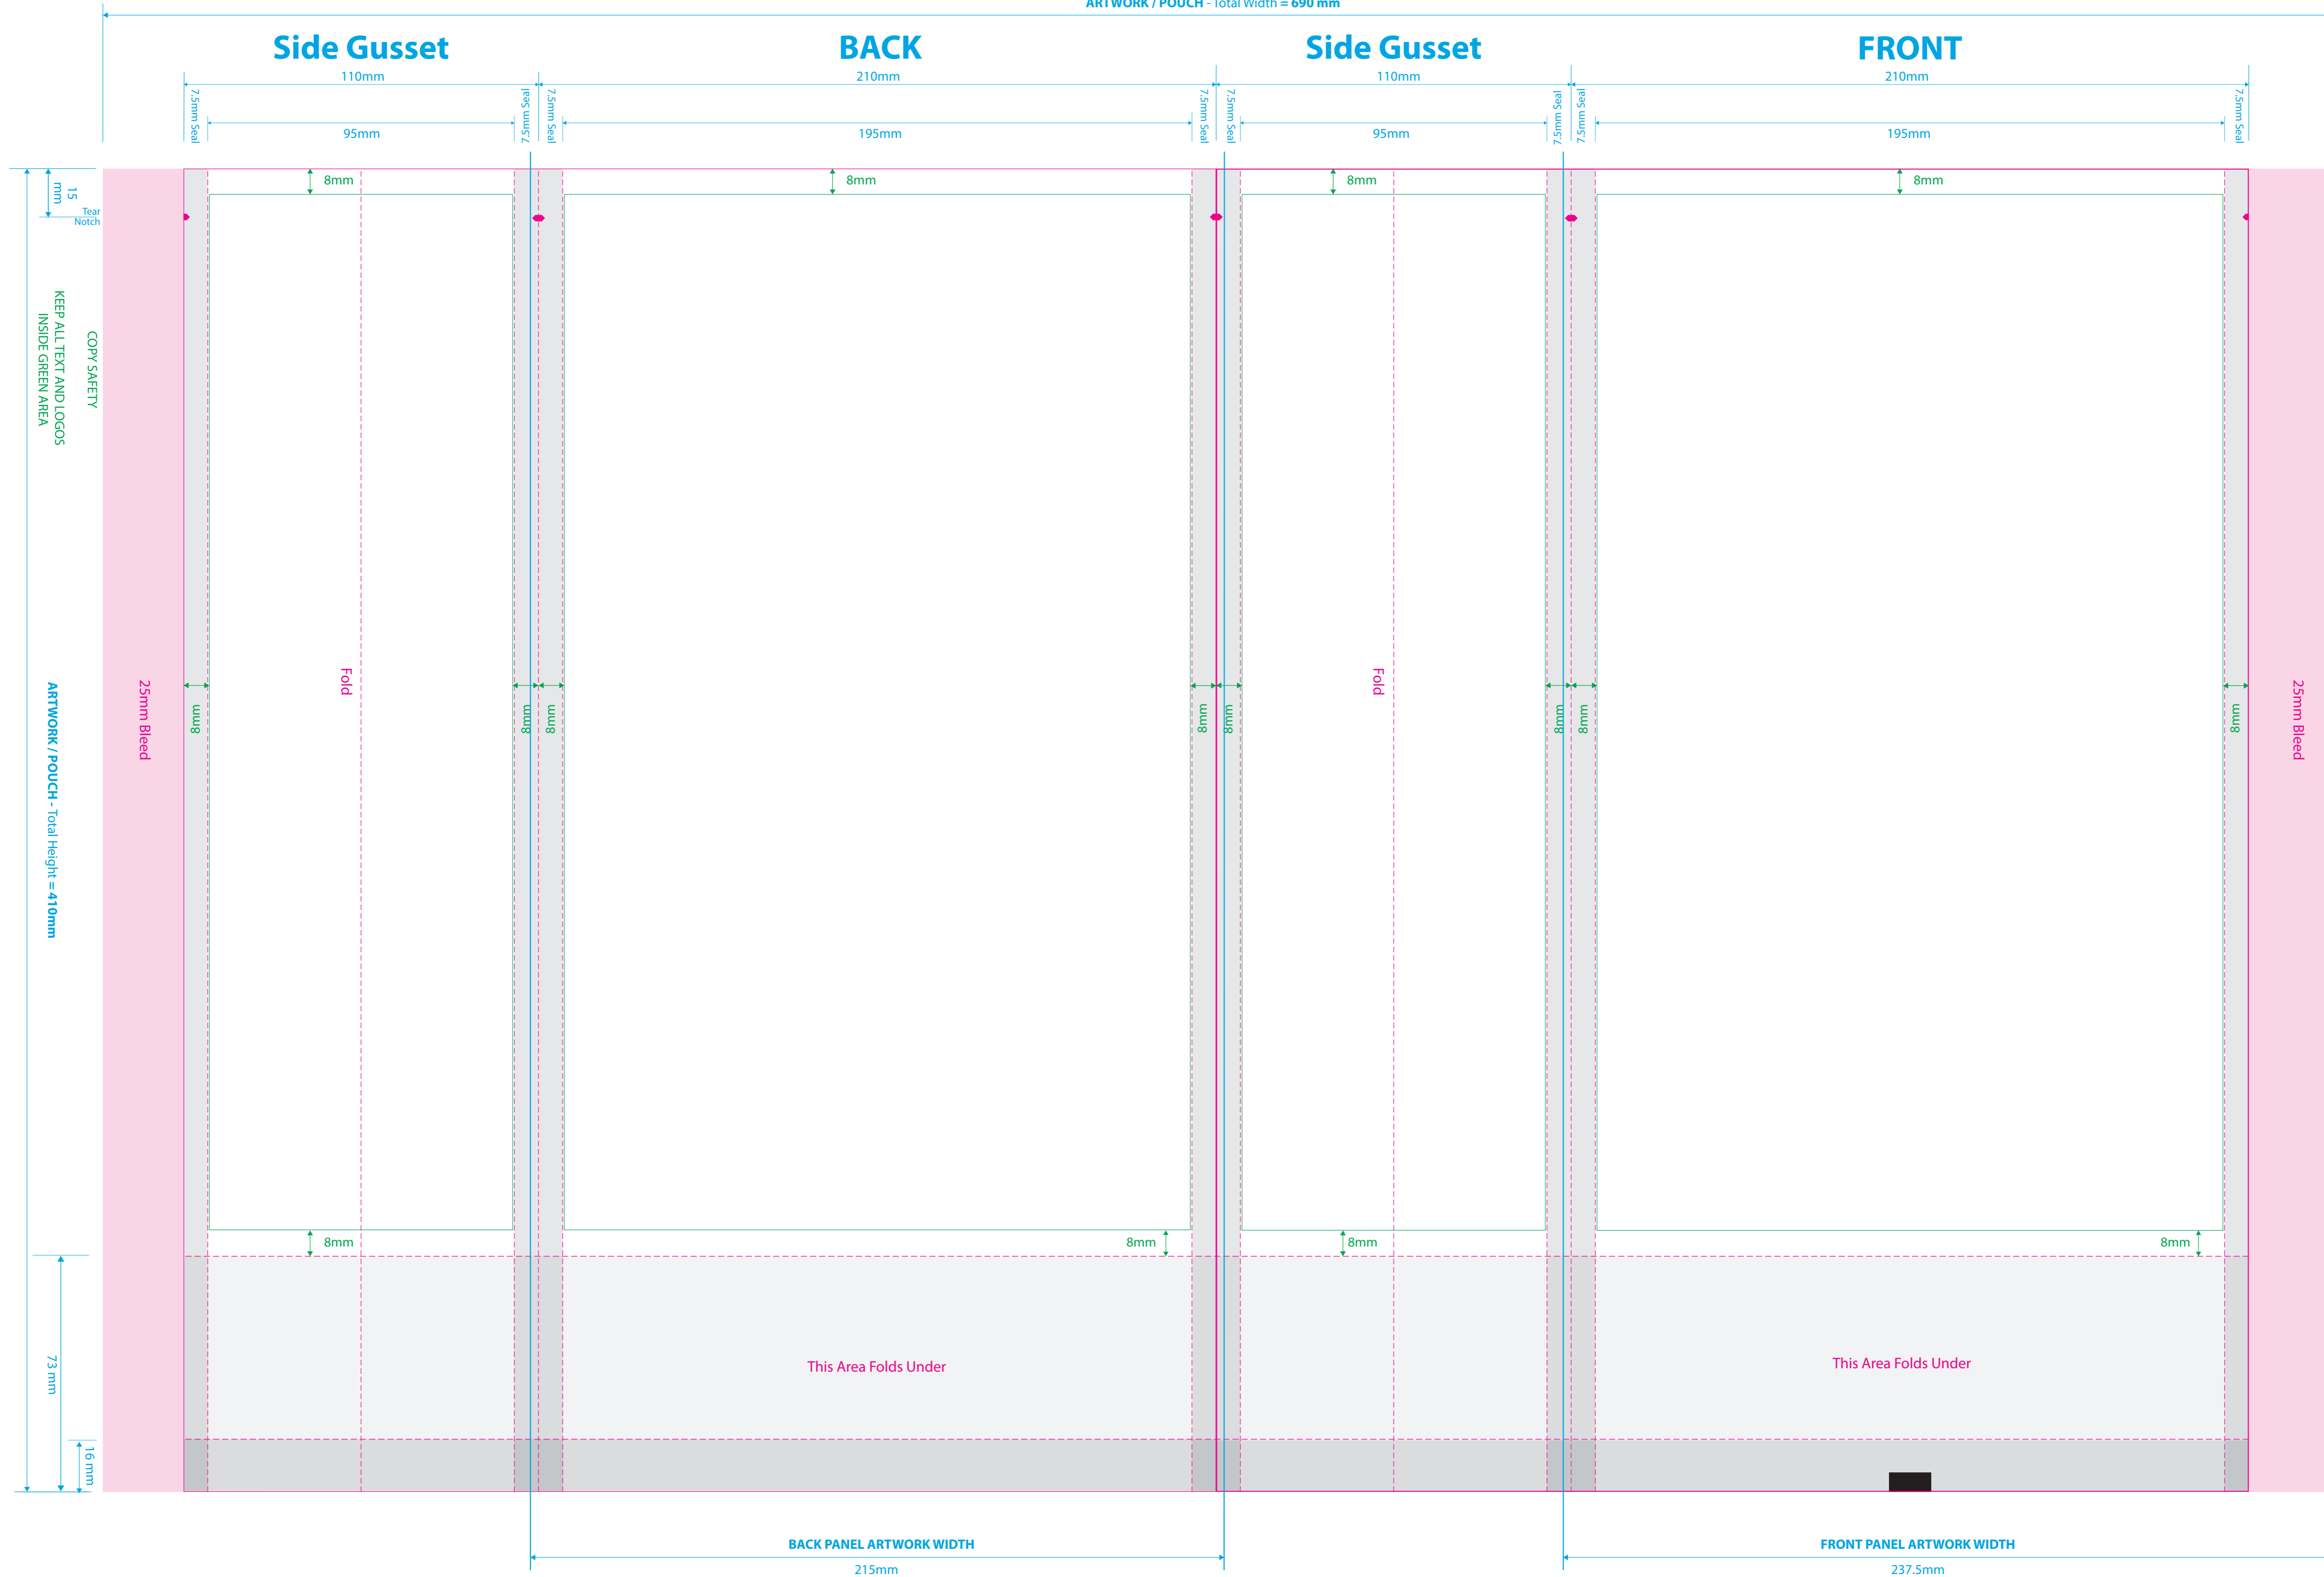 ARTWORK / POUCH - Total Width = 690 mm
Side Gusset
BACK
Side Gusset
FRONT
110mm
210mm
110mm
210mm
7.5mm Seal
7.5mm Seal
7.5mm Seal
7.5mm Seal
7.5mm Seal
7.5mm Seal
7.5mm Seal
7.5mm Seal
95mm
195mm
95mm
195mm
8mm
8mm
8mm
8mm
15
mm
Tear
Notch
COPY SAFETY
KEEP ALL TEXT AND LOGOS
INSIDE GREEN AREA
ARTWORK / POUCH - Total Height = 410mm
25mm Bleed
8mm
Fold
8mm
8mm
8mm
8mm
Fold
8mm
8mm
8mm
25mm Bleed
8mm
8mm
8mm
8mm
This Area Folds Under
This Area Folds Under
73 mm
16 mm
BACK PANEL ARTWORK WIDTH
215mm
FRONT PANEL ARTWORK WIDTH
237.5mm